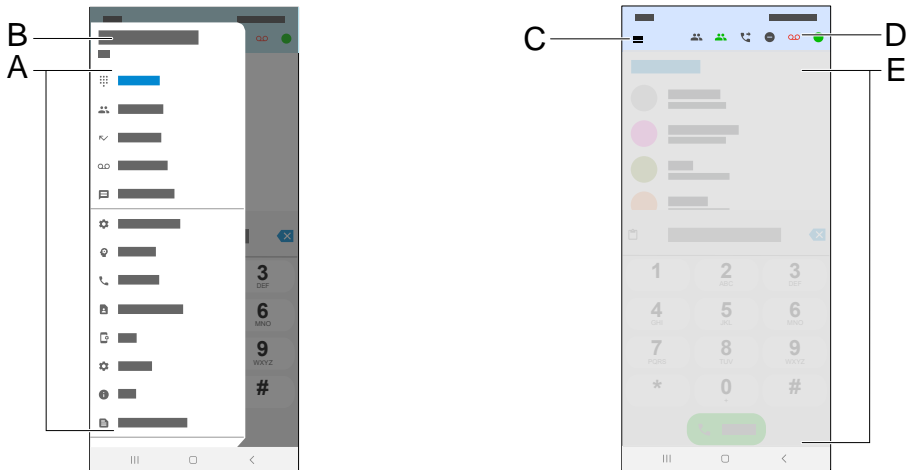 B
A
3
DEF
6
MNO
9
WXYZ
#
C
D
E
1
2
ABC
3
DEF
4
GHI
5
JKL
6
MNO
7
PQRS
8
TUV
9
WXYZ
*
0
+
#